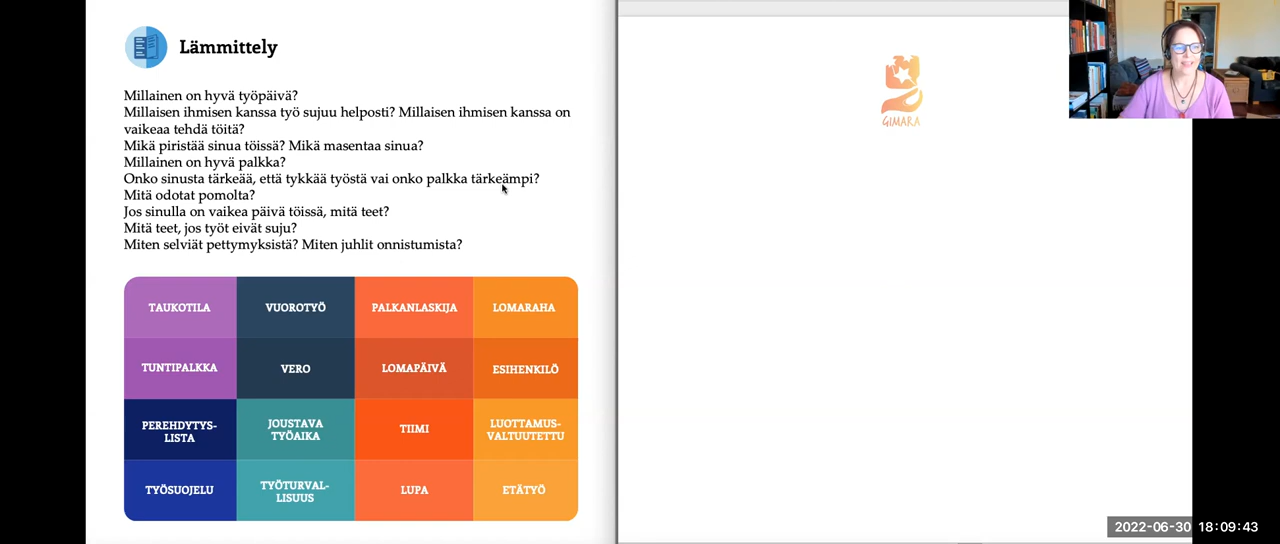 Lämmittely
Millainen on hyvä työpäivä?
Millaisen ihmisen kanssa työ sujuu helposti? Millaisen ihmisen kanssa on
vaikeaa tehdä töitä?
Mikä piristää sinua töissä? Mikä masentaa sinua?
Millainen on hyvä palkka?
Onko sinusta tärkeää, että tykkää työstä vai onko palkka tärkeämpi?
Mitä odotat pomolta?
Jos sinulla on vaikea päivä töissä, mitä teet?
Mitä teet, jos työt eivät suju?
Miten selviät pettymyksistä? Miten juhlit onnistumista?
TAUKOTILA
VUOROTYÖ
PALKANLASKIJA
LOMARAHA
TUNTIPALKKA
VERO
LOMAPÄIVÄ
ESIHENKILÖ
PEREHDYTYS-
LISTA
JOUSTAVA
TYÖAIKA
TIIMI
LUOTTAMUS-
VALTUUTETTU
TYÖSUOJELU
TYÖTURVAL-
LISUUS
LUPA
ETÄTYÖ
GIMARA
2022-06-30 18:09:43